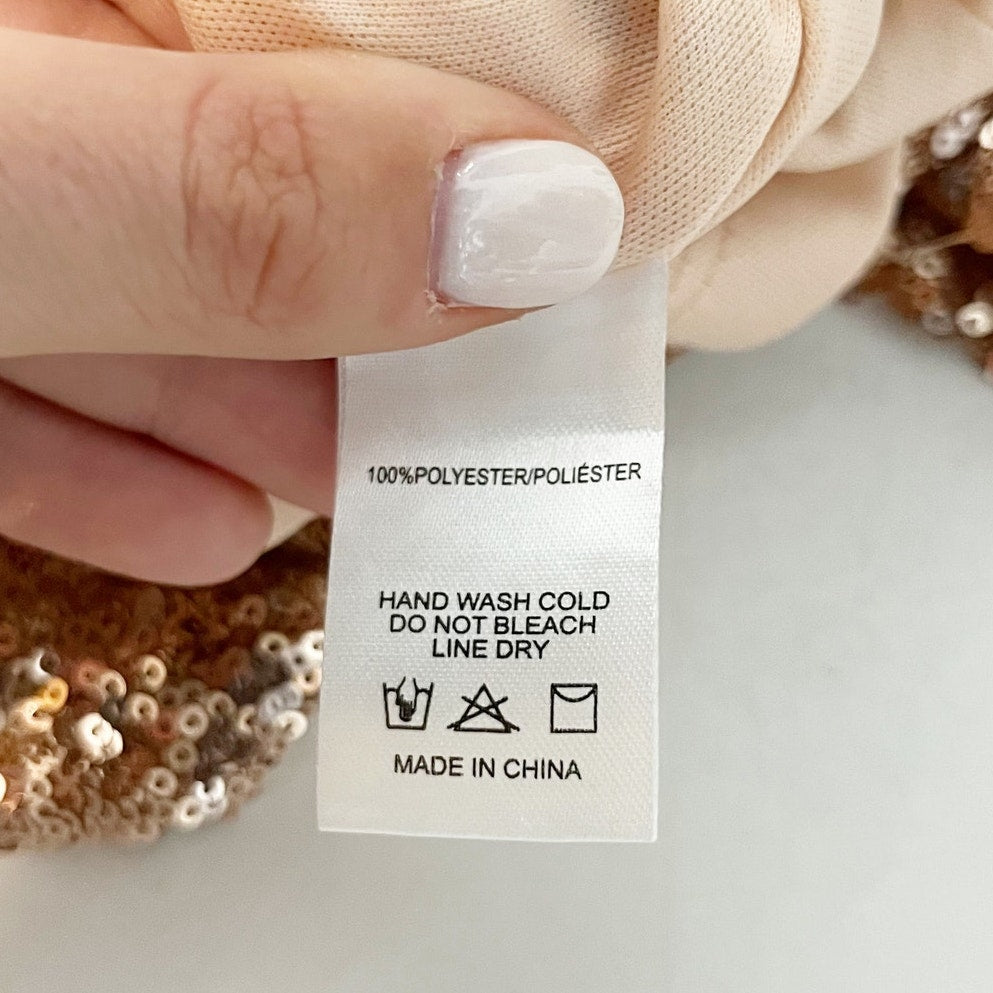 100%POLYESTER/POLIÉSTER
HAND WASH COLD
DO NOT BLEACH
LINE DRY
MADE IN CHINA